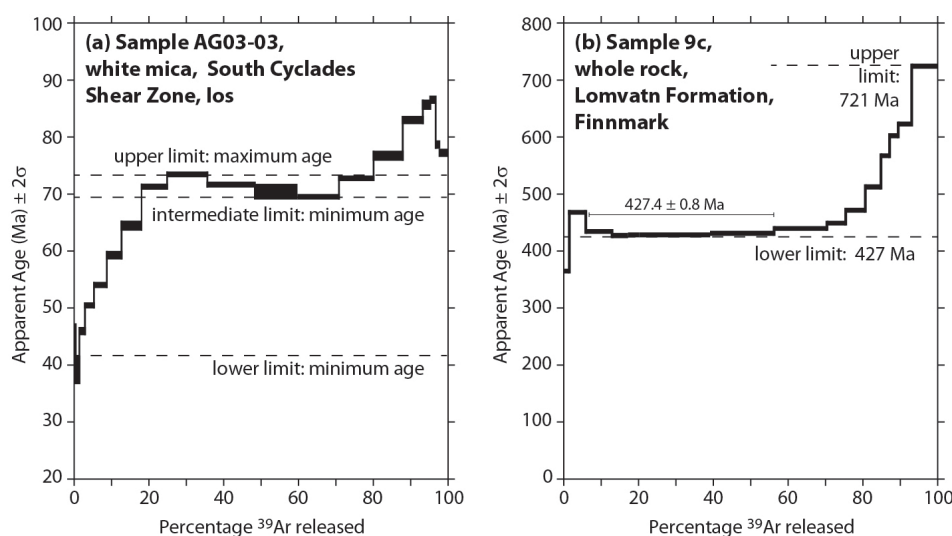 (a) Sample AG03-03,
white mica, South Cyclades
Shear Zone, Ios
upper limit: maximum age
intermediate limit: minimum age
lower limit: minimum age
Apparent Age (Ma) ± 2σ
100
90
80
70
60
50
40
30
20
0 20 40 60 80 100
Percentage ³⁹Ar released
(b) Sample 9c,
whole rock,
Lomvatn Formation,
Finnmark
upper
limit:
721 Ma
427.4 ± 0.8 Ma
lower limit: 427 Ma
Apparent Age (Ma) ± 2σ
800
700
600
500
400
300
200
100
0
0 20 40 60 80 100
Percentage ³⁹Ar released